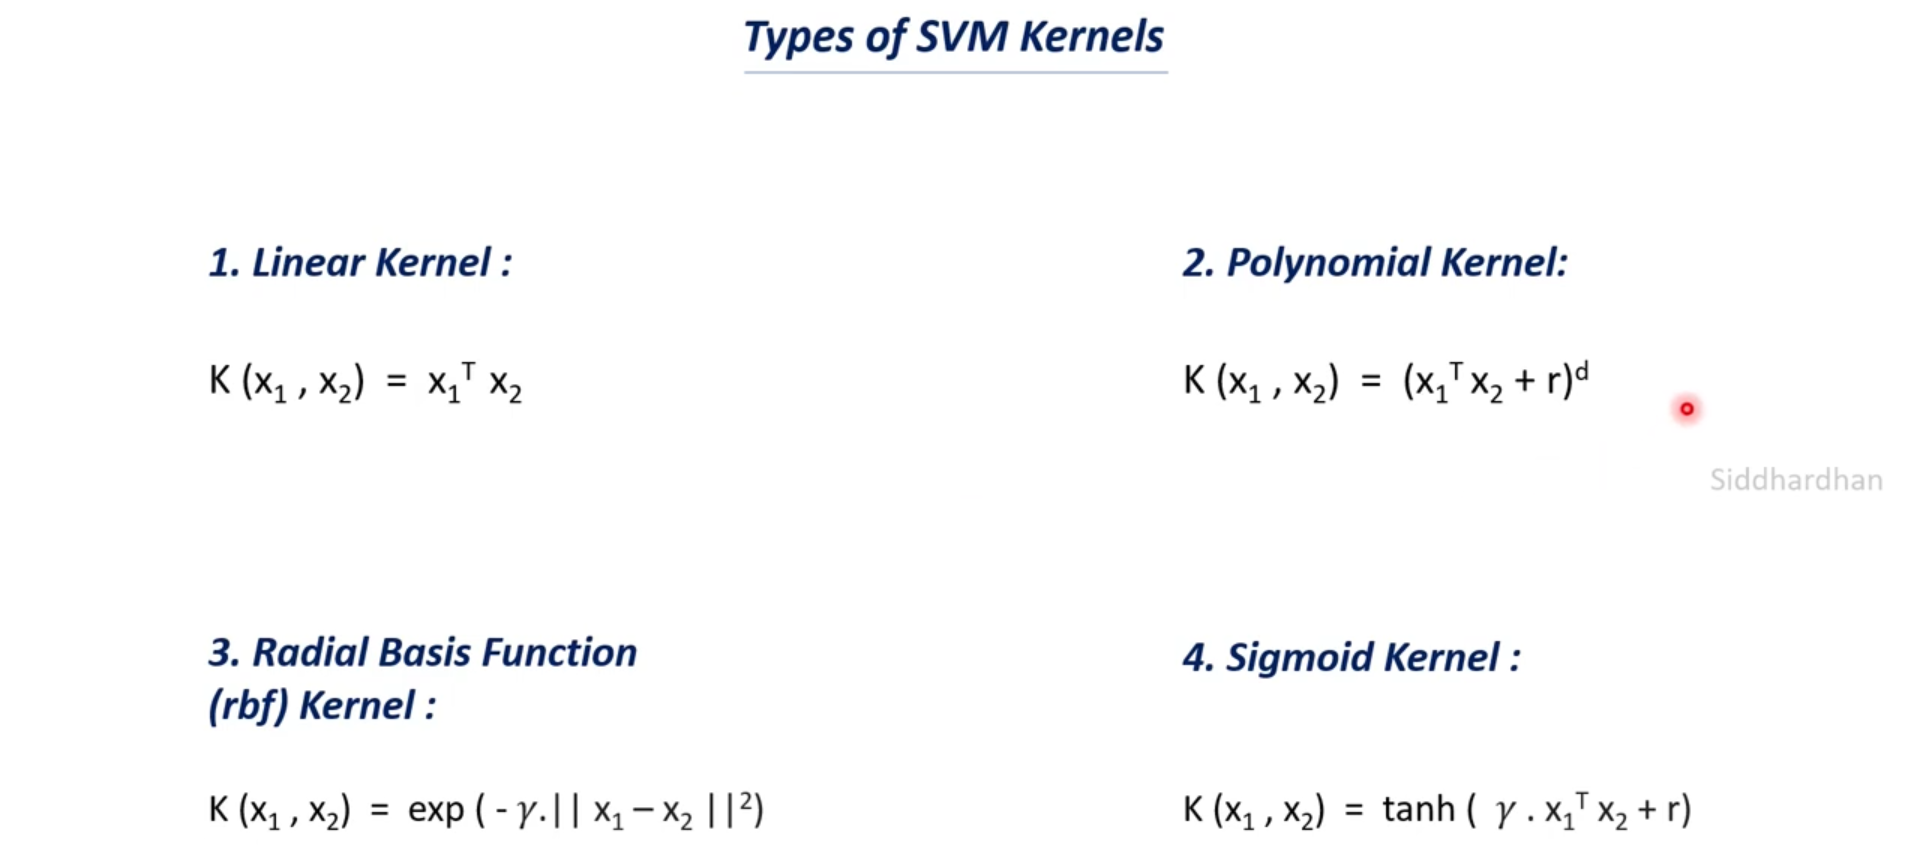 Types of SVM Kernels
1. Linear Kernel :
K (x₁ , x₂) = x₁ᵀ x₂
2. Polynomial Kernel:
K (x₁ , x₂) = (x₁ᵀ x₂ + r)ᵈ
Siddhardhan
3. Radial Basis Function
(rbf) Kernel :
K (x₁ , x₂) = exp ( - γ.|| x₁ – x₂ ||²)
4. Sigmoid Kernel :
K (x₁ , x₂) = tanh ( γ . x₁ᵀ x₂ + r)